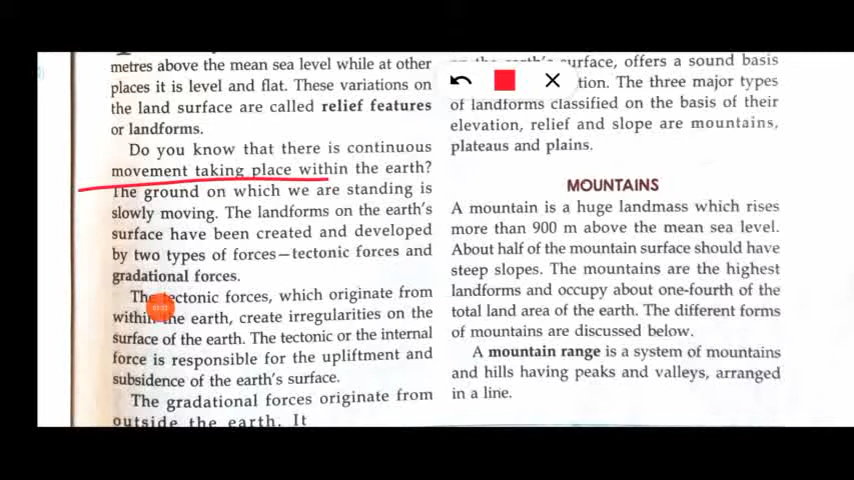 metres above the mean sea level while at other
places it is level and flat. These variations on
the land surface are called relief features
or landforms.
Do you know that there is continuous
movement taking place within the earth?
The ground on which we are standing is
slowly moving. The landforms on the earth's
surface have been created and developed
by two types of forces—tectonic forces and
gradational forces.
The tectonic forces, which originate from
within the earth, create irregularities on the
surface of the earth. The tectonic or the internal
force is responsible for the upliftment and
subsidence of the earth's surface.
The gradational forces originate from
outside the earth. It
on the earth's surface, offers a sound basis
The three major types
of landforms classified on the basis of their
elevation, relief and slope are mountains,
plateaus and plains.
MOUNTAINS
A mountain is a huge landmass which rises
more than 900 m above the mean sea level.
About half of the mountain surface should have
steep slopes. The mountains are the highest
landforms and occupy about one-fourth of the
total land area of the earth. The different forms
of mountains are discussed below.
A mountain range is a system of mountains
and hills having peaks and valleys, arranged
in a line.